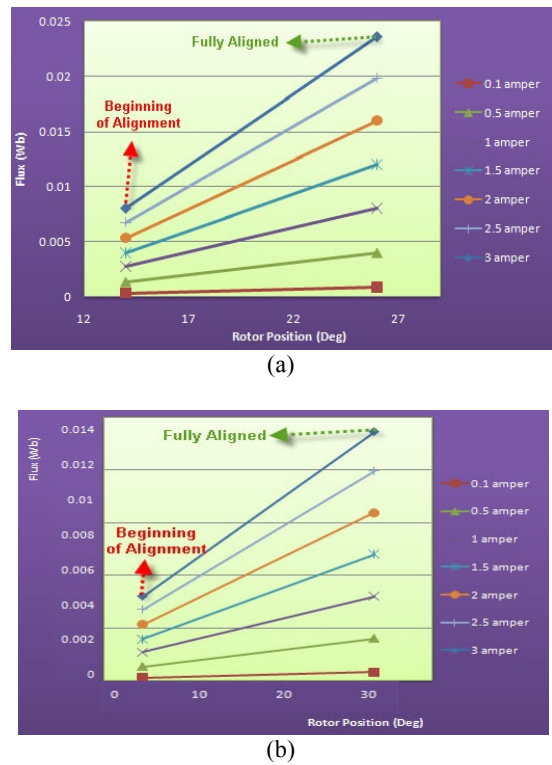 0.025
0.02
0.015
0.01
0.005
0
Flux (Wb)
Fully Aligned
Beginning
of Alignment
12 17 22 27
Rotor Position (Deg)
0.1 amper
0.5 amper
1 amper
1.5 amper
2 amper
2.5 amper
3 amper
(a)
0.014
0.012
0.01
0.008
0.006
0.004
0.002
0
Flux (Wb)
Fully Aligned
Beginning
of Alignment
0 10 20 30
Rotor Position (Deg)
0.1 amper
0.5 amper
1 amper
1.5 amper
2 amper
2.5 amper
3 amper
(b)